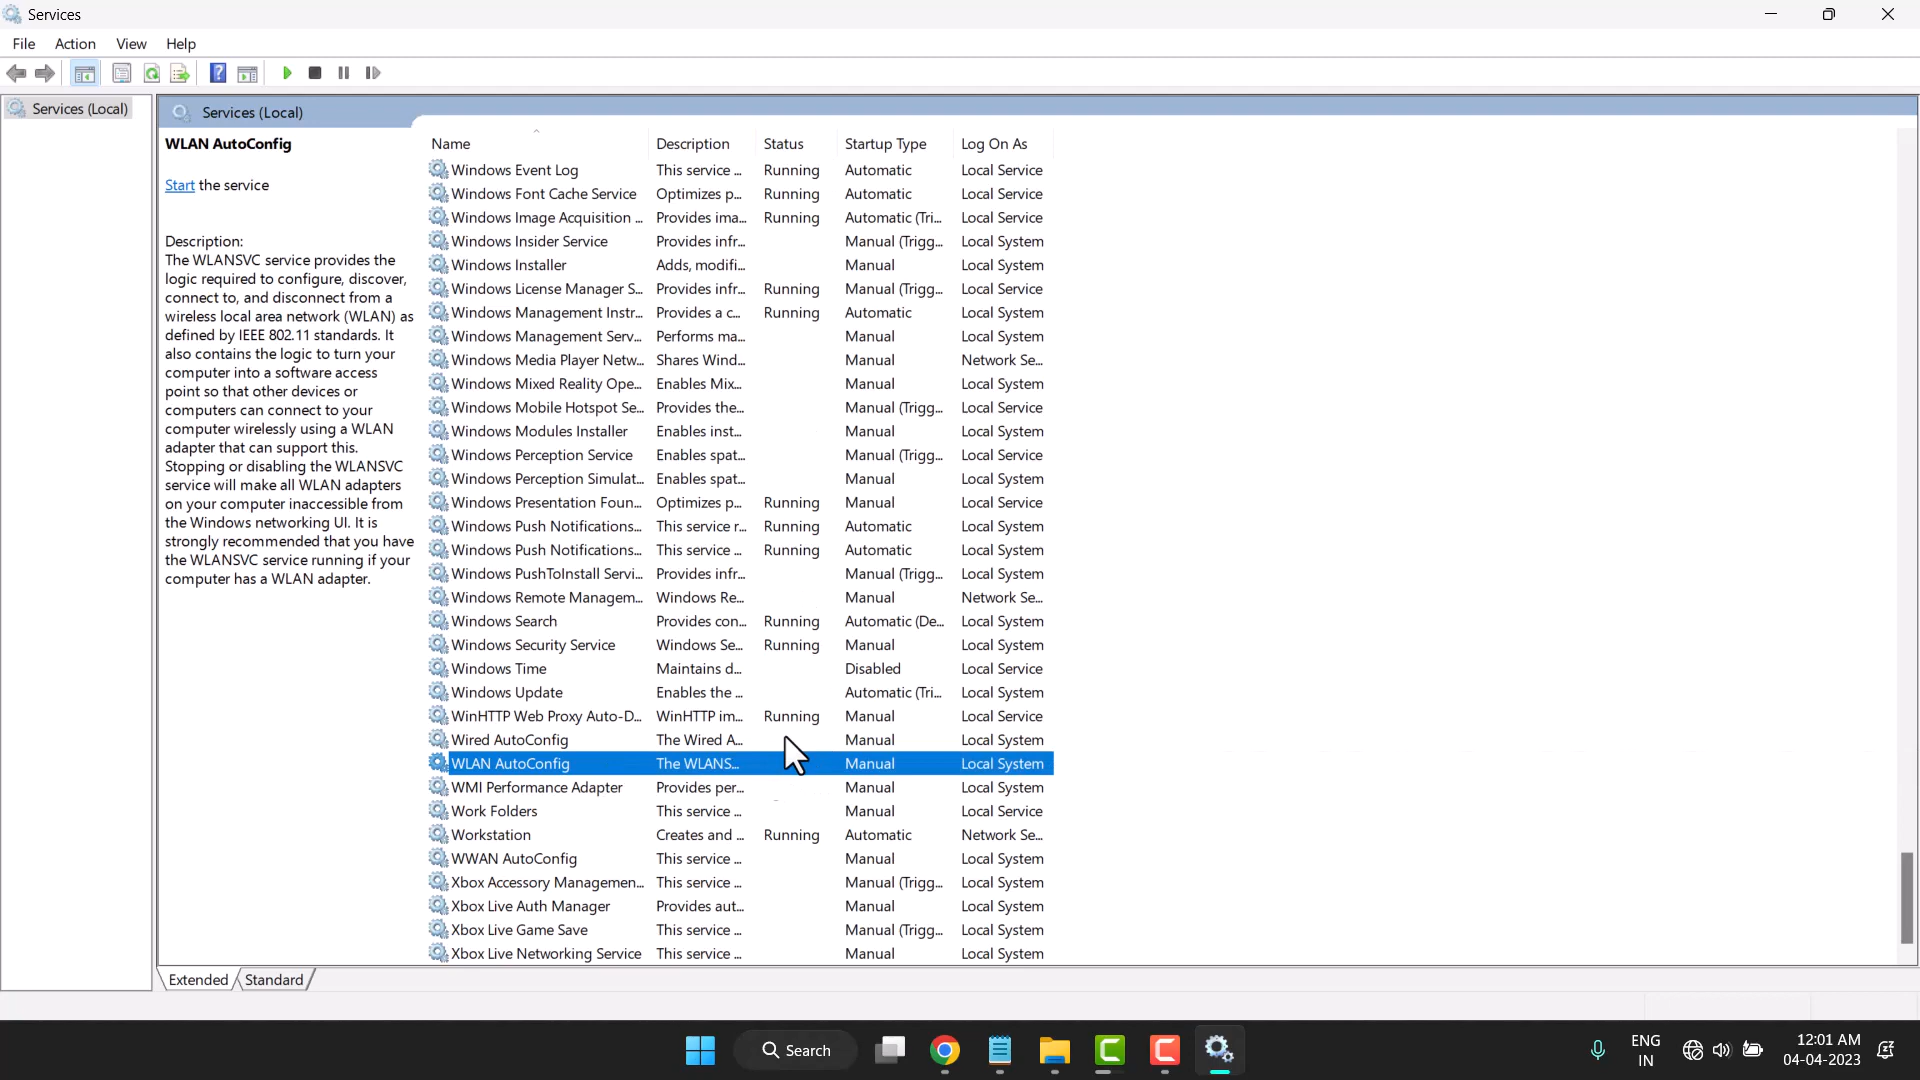 Services
File Action View Help
Services (Local)
Services (Local)
WLAN AutoConfig
Start the service
Description:
The WLANSVC service provides the
logic required to configure, discover,
connect to, and disconnect from a
wireless local area network (WLAN) as
defined by IEEE 802.11 standards. It
also contains the logic to turn your
computer into a software access
point so that other devices or
computers can connect to your
computer wirelessly using a WLAN
adapter that can support this.
Stopping or disabling the WLANSVC
service will make all WLAN adapters
on your computer inaccessible from
the Windows networking UI. It is
strongly recommended that you have
the WLANSVC service running if your
computer has a WLAN adapter.
Name Description Status Startup Type Log On As
Windows Event Log This service ... Running Automatic Local Service
Windows Font Cache Service Optimizes p... Running Automatic Local Service
Windows Image Acquisition ... Provides ima... Running Automatic (Tri... Local Service
Windows Insider Service Provides infr... Manual (Trigg... Local System
Windows Installer Adds, modifi... Manual Local System
Windows License Manager S... Provides infr... Running Manual (Trigg... Local Service
Windows Management Instr... Provides a c... Running Automatic Local System
Windows Management Serv... Performs ma... Manual Local System
Windows Media Player Netw... Shares Wind... Manual Network Se...
Windows Mixed Reality Ope... Enables Mix... Manual Local System
Windows Mobile Hotspot Se... Provides the... Manual (Trigg... Local Service
Windows Modules Installer Enables inst... Manual Local System
Windows Perception Service Enables spat... Manual (Trigg... Local Service
Windows Perception Simulat... Enables spat... Manual Local System
Windows Presentation Foun... Optimizes p... Running Manual Local Service
Windows Push Notifications... This service r... Running Automatic Local System
Windows Push Notifications... This service ... Running Automatic Local System
Windows PushToInstall Servi... Provides infr... Manual (Trigg... Local System
Windows Remote Managem... Windows Re... Manual Network Se...
Windows Search Provides con... Running Automatic (De... Local System
Windows Security Service Windows Se... Running Manual Local System
Windows Time Maintains d... Disabled Local Service
Windows Update Enables the ... Automatic (Tri... Local System
WinHTTP Web Proxy Auto-D... WinHTTP im... Running Manual Local Service
Wired AutoConfig The Wired A... Manual Local System
WLAN AutoConfig The WLANS... Manual Local System
WMI Performance Adapter Provides per... Manual Local System
Work Folders This service ... Manual Local Service
Workstation Creates and ... Running Automatic Network Se...
WWAN AutoConfig This service ... Manual Local System
Xbox Accessory Managemen... This service ... Manual (Trigg... Local System
Xbox Live Auth Manager Provides aut... Manual Local System
Xbox Live Game Save This service ... Manual (Trigg... Local System
Xbox Live Networking Service This service ... Manual Local System
Extended Standard
Search
ENG
IN
12:01 AM
04-04-2023